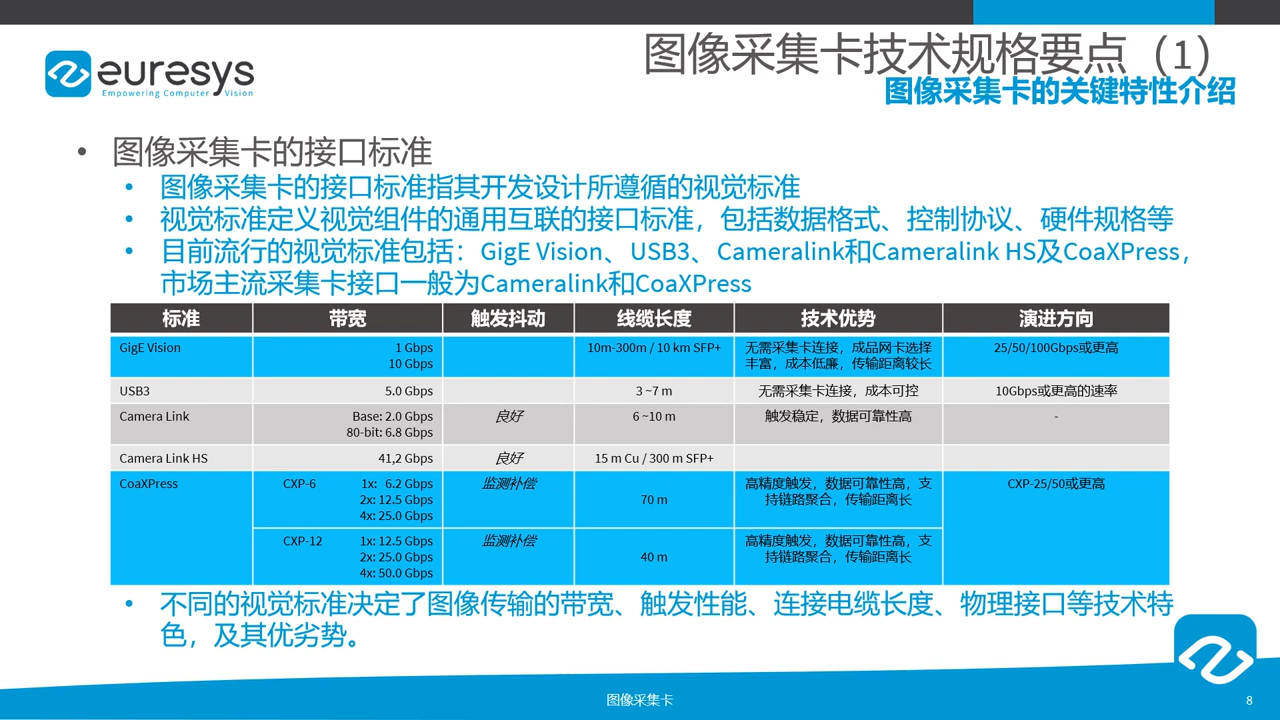 图像采集卡技术规格要点（1）
euresys
Empowering Computer Vision
图像采集卡的关键特性介绍
• 图像采集卡的接口标准
• 图像采集卡的接口标准指其开发设计所遵循的视觉标准
• 视觉标准定义视觉组件的通用互联的接口标准，包括数据格式、控制协议、硬件规格等
• 目前流行的视觉标准包括：GigE Vision、USB3、Cameralink和Cameralink HS及CoaXPress，
市场主流采集卡接口一般为Cameralink和CoaXPress
标准 带宽 触发抖动 线缆长度 技术优势 演进方向
GigE Vision 1 Gbps 10m-300m / 10 km SFP+ 无需采集卡连接，成品网卡选择 25/50/100Gbps或更高
10 Gbps 丰富，成本低廉，传输距离较长
USB3 5.0 Gbps 3 ~7 m 无需采集卡连接，成本可控 10Gbps或更高的速率
Camera Link Base: 2.0 Gbps 良好 6 ~10 m 触发稳定，数据可靠性高 -
80-bit: 6.8 Gbps
Camera Link HS 41,2 Gbps 良好 15 m Cu / 300 m SFP+
CoaXPress CXP-6 1x: 6.2 Gbps 监测补偿 高精度触发，数据可靠性高，支 CXP-25/50或更高
2x: 12.5 Gbps 70 m 持链路聚合，传输距离长
4x: 25.0 Gbps
CXP-12 1x: 12.5 Gbps 监测补偿 高精度触发，数据可靠性高，支
2x: 25.0 Gbps 40 m 持链路聚合，传输距离长
4x: 50.0 Gbps
• 不同的视觉标准决定了图像传输的带宽、触发性能、连接电缆长度、物理接口等技术特
色，及其优劣势。
图像采集卡
8